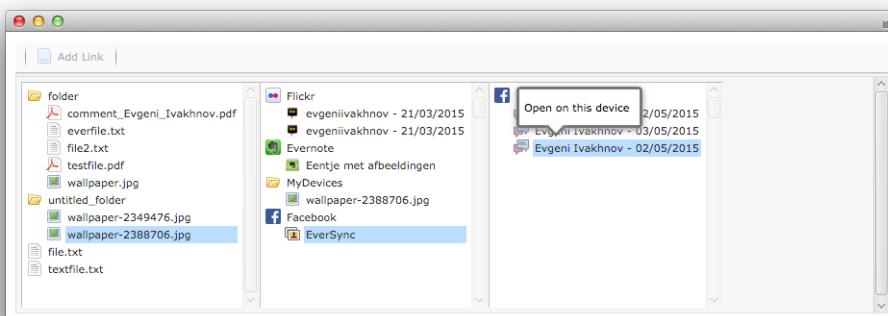 Add Link
folder
comment_Evgeni_Ivakhnov.pdf
everfile.txt
file2.txt
testfile.pdf
wallpaper.jpg
untitled_folder
wallpaper-2349476.jpg
wallpaper-2388706.jpg
file.txt
textfile.txt
Flickr
evgeniivakhnov - 21/03/2015
evgeniivakhnov - 21/03/2015
Evernote
Eentje met afbeeldingen
MyDevices
wallpaper-2388706.jpg
Facebook
EverSync
Open on this device
2/05/2015
Evgeni Ivakhnov - 03/05/2015
Evgeni Ivakhnov - 02/05/2015